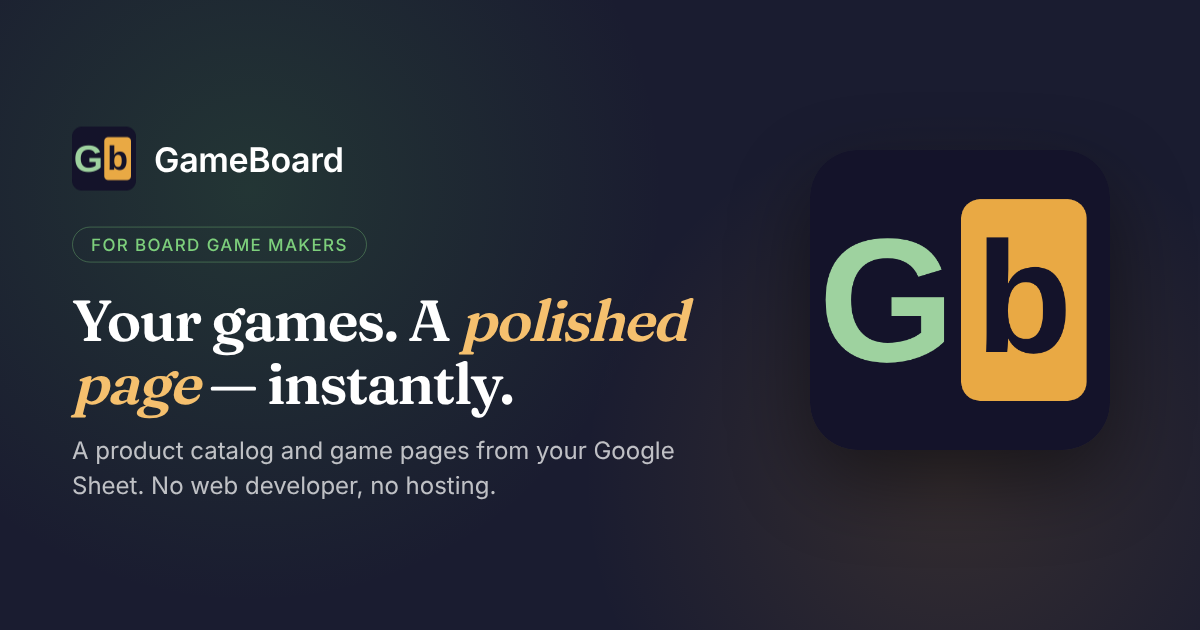 Gb GameBoard
FOR BOARD GAME MAKERS
Your games. A polished
page — instantly.
A product catalog and game pages from your Google
Sheet. No web developer, no hosting.
Gb